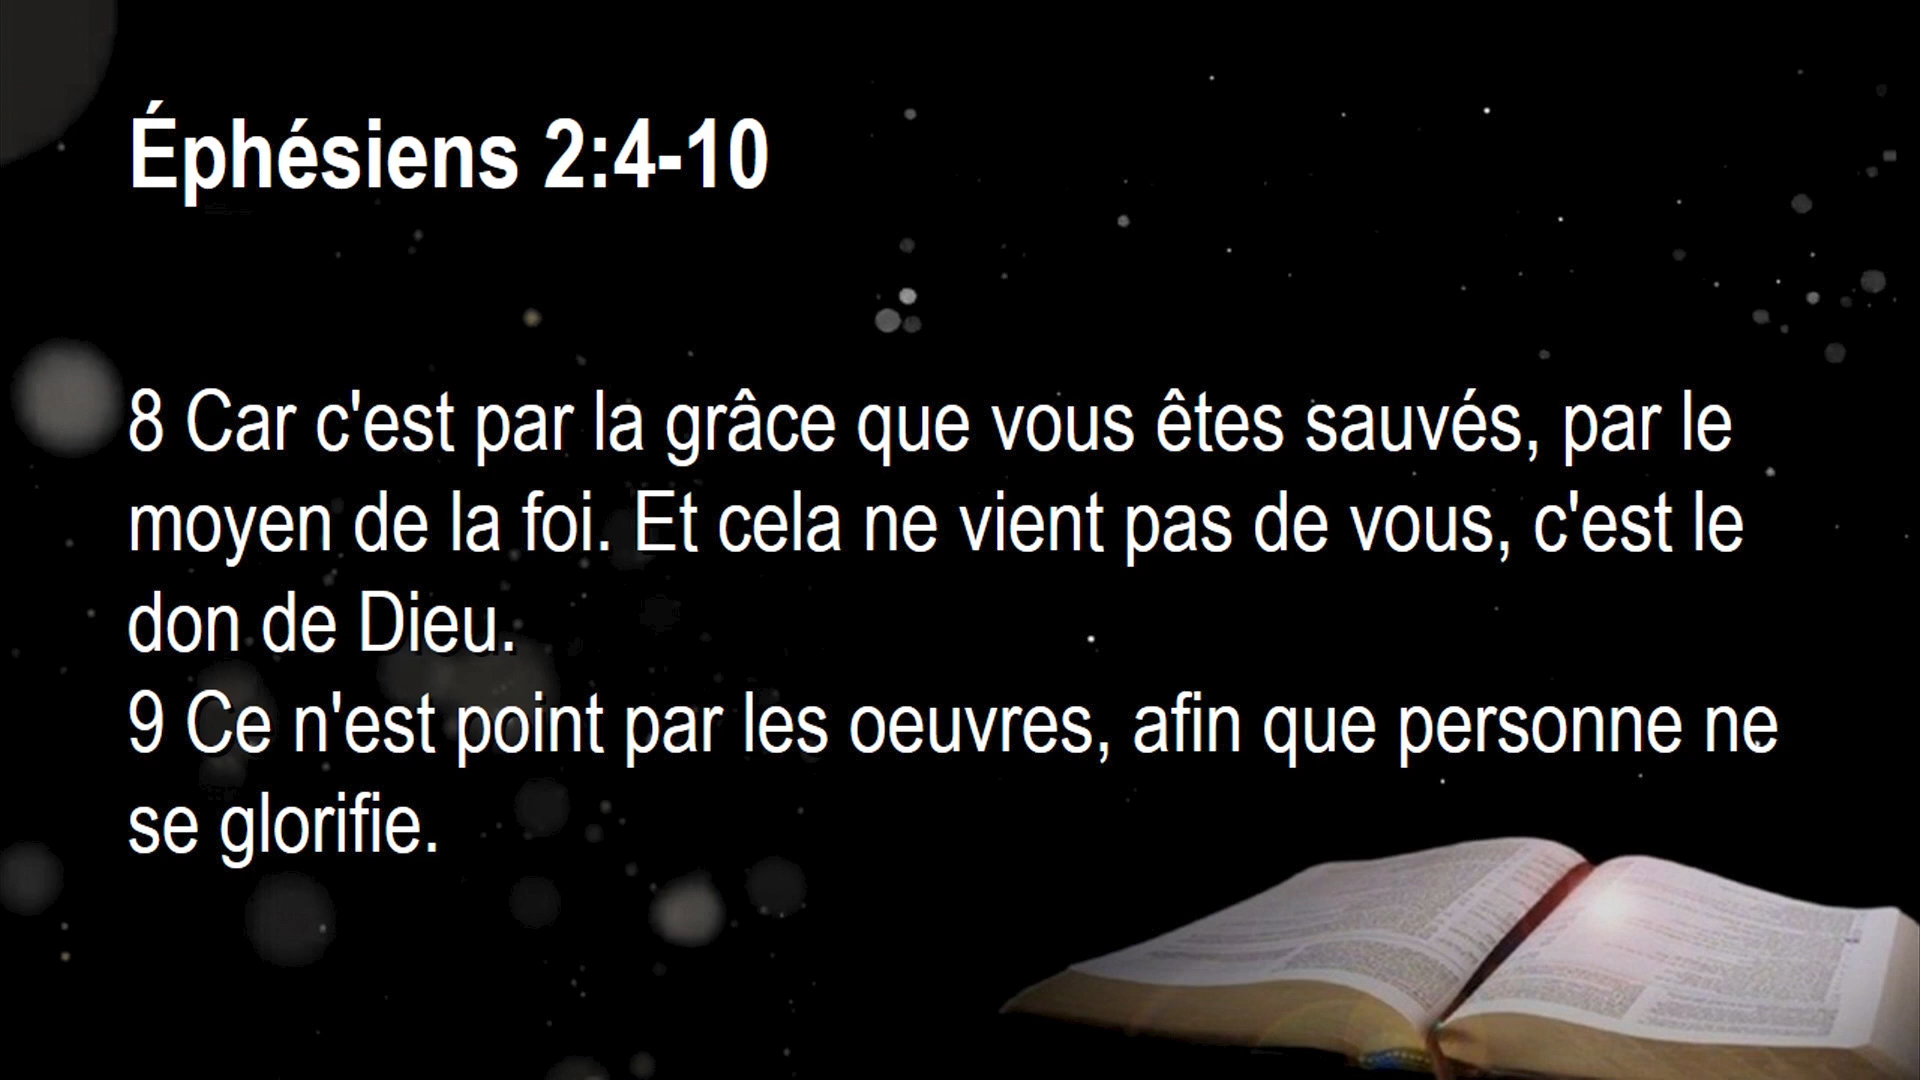 Éphésiens 2:4-10
8 Car c'est par la grâce que vous êtes sauvés, par le
moyen de la foi. Et cela ne vient pas de vous, c'est le
don de Dieu.
9 Ce n'est point par les oeuvres, afin que personne ne
se glorifie.